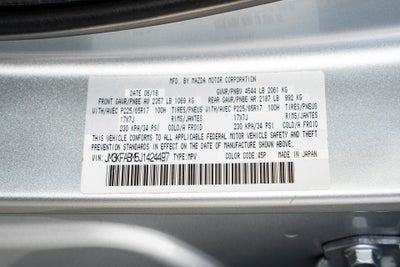 MFD. BY MAZDA MOTOR CORPORATION
DATE 06/18 GVWR/PNBV 4544 LB 2061 KG
FRONT GAWR/PNBE AV 2357 LB 1069 KG REAR GAWR/PNBE AR 2187 LB 992 KG
WITH/AVEC P225/65R17 100H TIRES/PNEUS WITH/AVEC P225/65R17 100H TIRES/PNEUS
17X7J RIMS/JANTES 17X7J RIMS/JANTES
230 KPA/34 PSI COLD/A FROID 230 KPA/34 PSI COLD/A FROID
THIS VEHICLE CONFORMS TO ALL APPLICABLE FEDERAL MOTOR VEHICLE SAFETY AND THEFT
PREVENTION STANDARDS IN EFFECT ON THE DATE OF MANUFACTURE SHOWN ABOVE.
VIN: JM3KFABM5J1424497 TYPE: MPV COLOR CODE: 45P MADE IN JAPAN